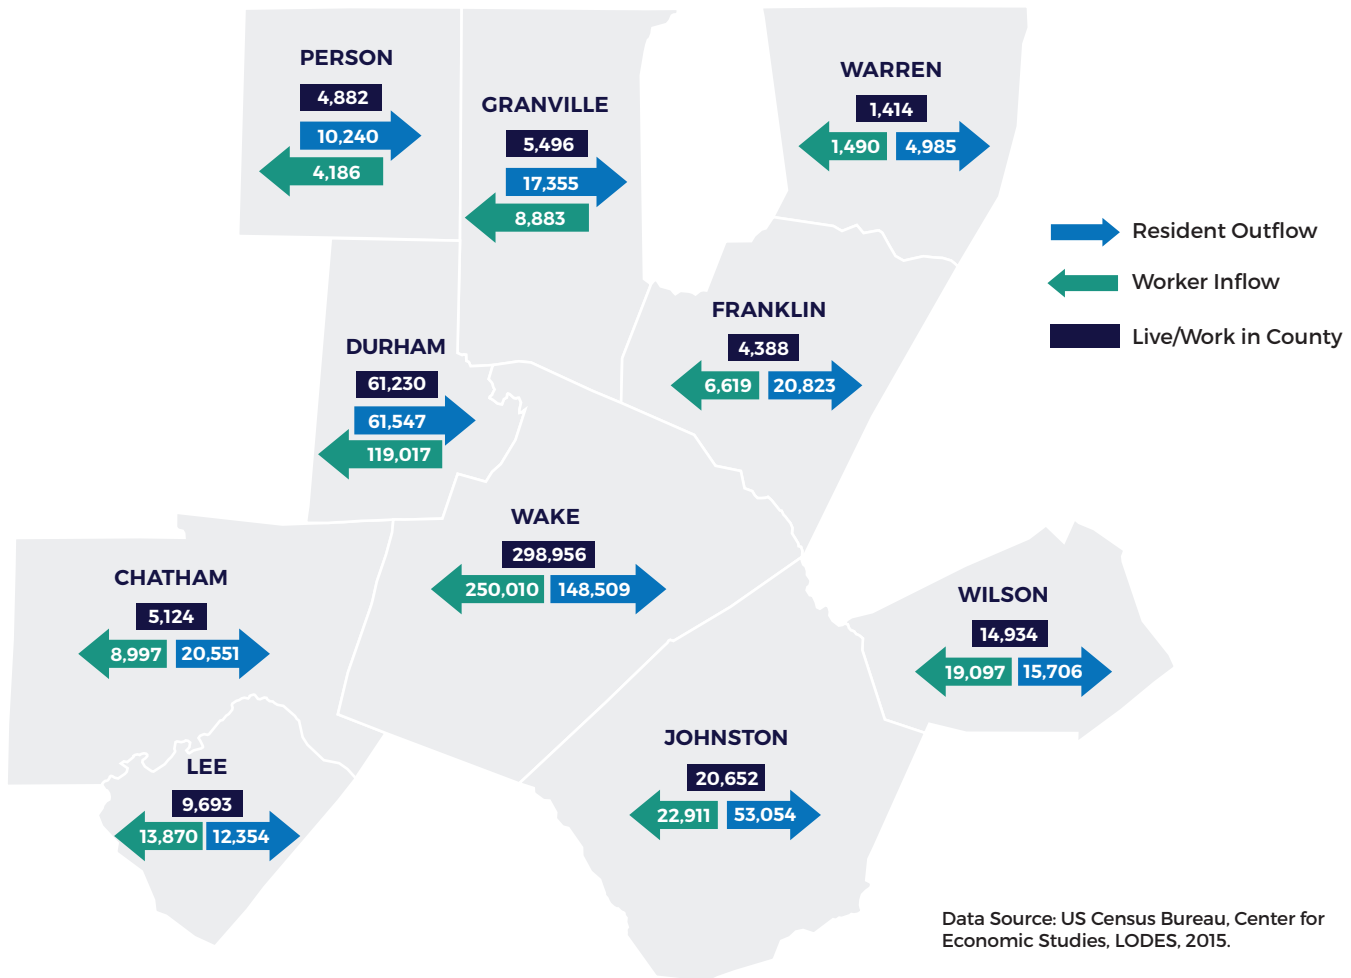 PERSON
4,882
10,240
4,186
GRANVILLE
5,496
17,355
8,883
WARREN
1,414
1,490 4,985
Resident Outflow
Worker Inflow
Live/Work in County
FRANKLIN
4,388
6,619 20,823
DURHAM
61,230
61,547
119,017
WAKE
298,956
250,010 148,509
CHATHAM
5,124
8,997 20,551
WILSON
14,934
19,097 15,706
LEE
9,693
13,870 12,354
JOHNSTON
20,652
22,911 53,054
Data Source: US Census Bureau, Center for
Economic Studies, LODES, 2015.